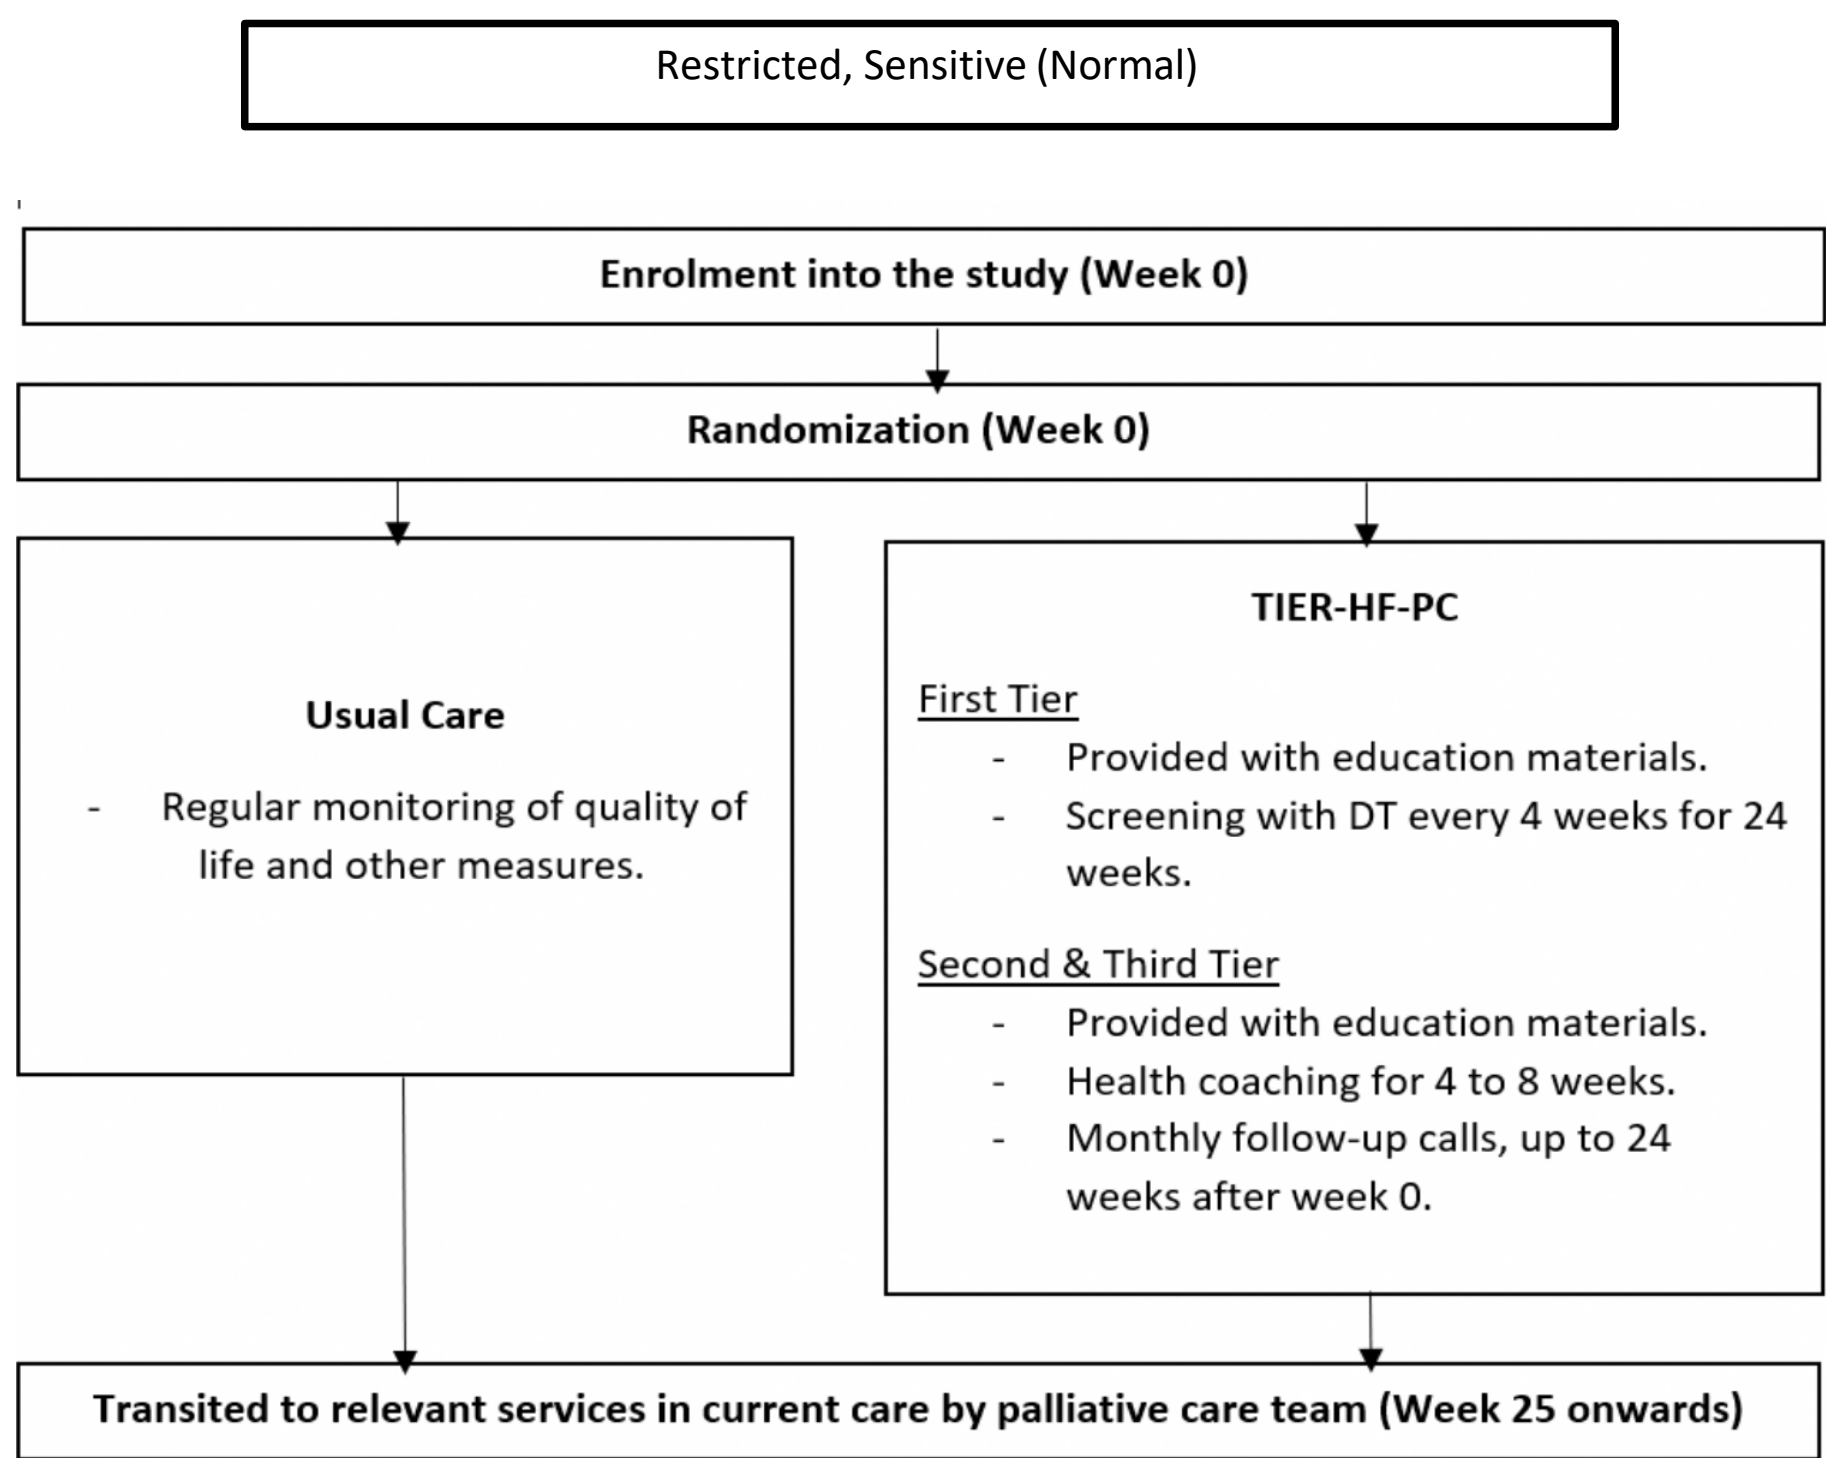 Restricted, Sensitive (Normal)
Enrolment into the study (Week 0)
Randomization (Week 0)
Usual Care
- Regular monitoring of quality of
life and other measures.
TIER-HF-PC
First Tier
- Provided with education materials.
- Screening with DT every 4 weeks for 24
weeks.
Second & Third Tier
- Provided with education materials.
- Health coaching for 4 to 8 weeks.
- Monthly follow-up calls, up to 24
weeks after week 0.
Transited to relevant services in current care by palliative care team (Week 25 onwards)